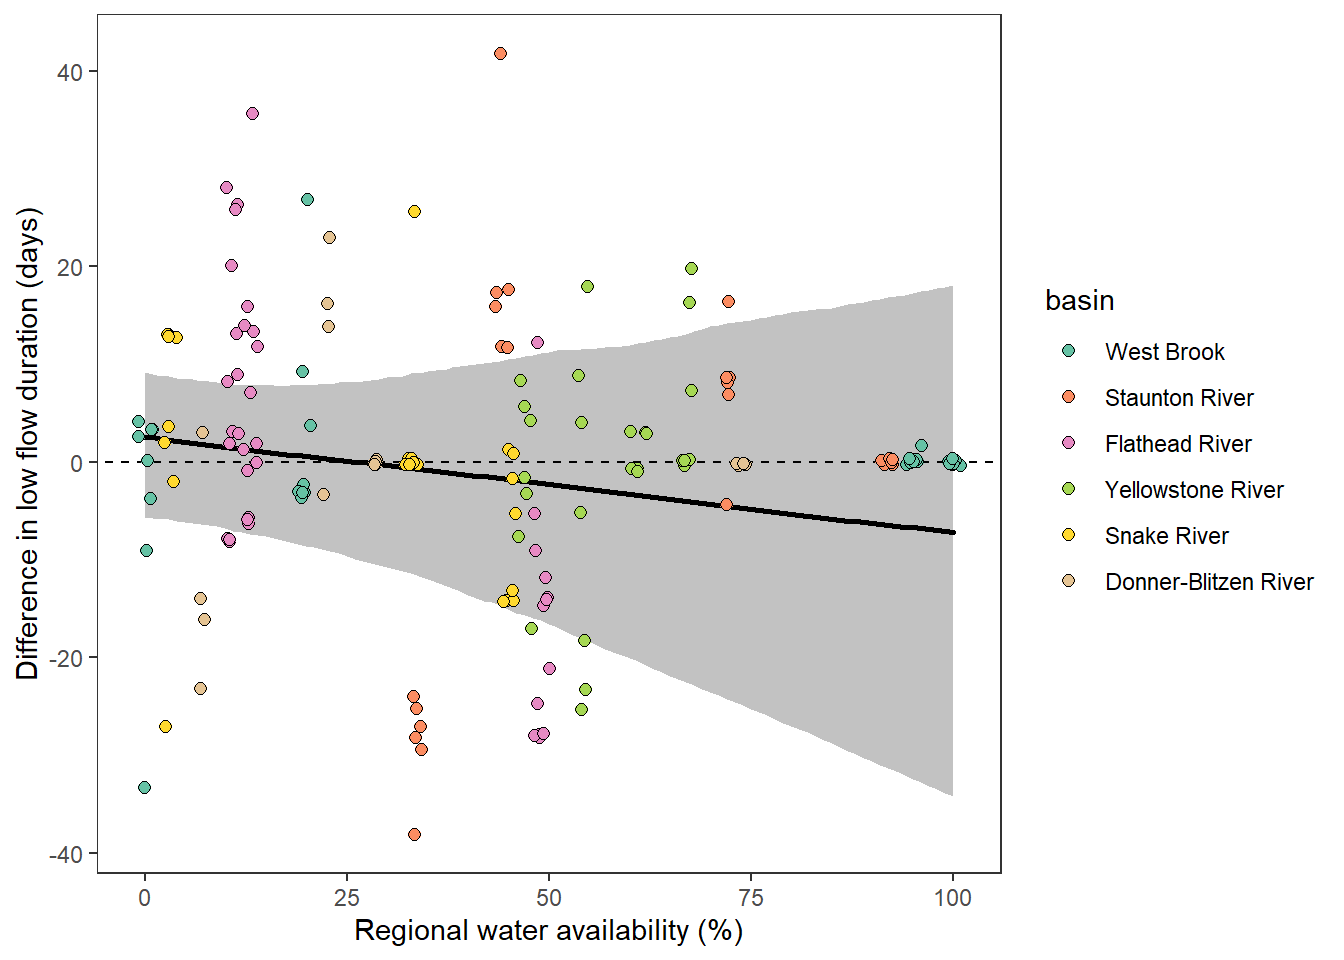 Difference in low flow duration (days)
40
20
0
-20
-40
0 25 50 75 100
Regional water availability (%)
basin
West Brook
Staunton River
Flathead River
Yellowstone River
Snake River
Donner-Blitzen River